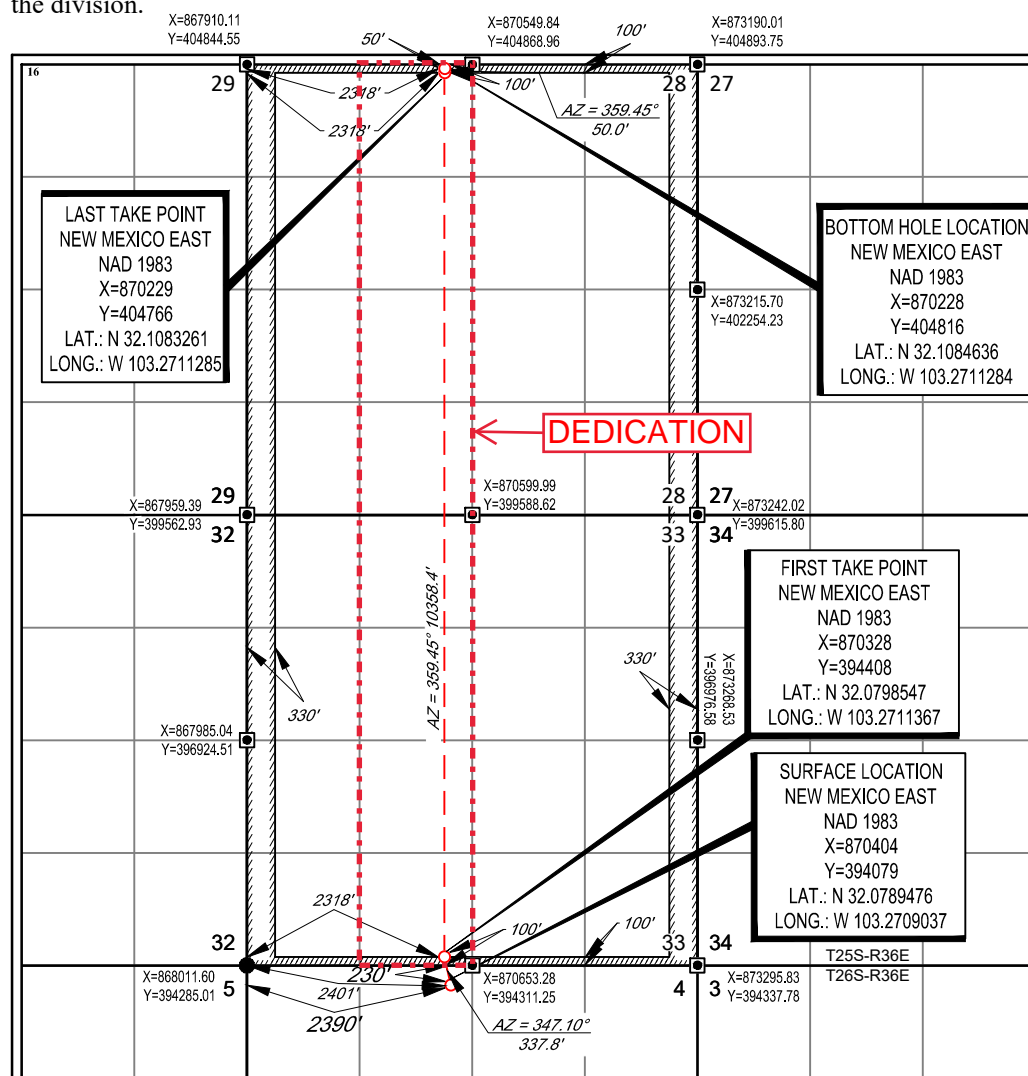 the division.
X=867910.11
Y=404844.55
X=870549.84
Y=404868.96
X=873190.01
Y=404893.75
50'
100'
16
29
2318'
100'
28
27
2318'
AZ = 359.45°
50.0'
LAST TAKE POINT
NEW MEXICO EAST
NAD 1983
X=870229
Y=404766
LAT.: N 32.1083261
LONG.: W 103.2711285
BOTTOM HOLE LOCATION
NEW MEXICO EAST
NAD 1983
X=870228
Y=404816
LAT.: N 32.1084636
LONG.: W 103.2711284
X=873215.70
Y=402254.23
DEDICATION
X=867959.39
Y=399562.93
29
32
X=870599.99
Y=399588.62
28
33
27
34
X=873242.02
Y=399615.80
AZ = 359.45° 10358.4'
FIRST TAKE POINT
NEW MEXICO EAST
NAD 1983
X=870328
Y=394408
LAT.: N 32.0798547
LONG.: W 103.2711367
330'
330'
X=873268.53
Y=396976.58
X=867985.04
Y=396924.51
SURFACE LOCATION
NEW MEXICO EAST
NAD 1983
X=870404
Y=394079
LAT.: N 32.0789476
LONG.: W 103.2709037
2318'
100'
100'
32
33
34
T25S-R36E
T26S-R36E
230'
X=868011.60
Y=394285.01
5
2401'
2390'
X=870653.28
Y=394311.25
4
3
X=873295.83
Y=394337.78
AZ = 347.10°
337.8'